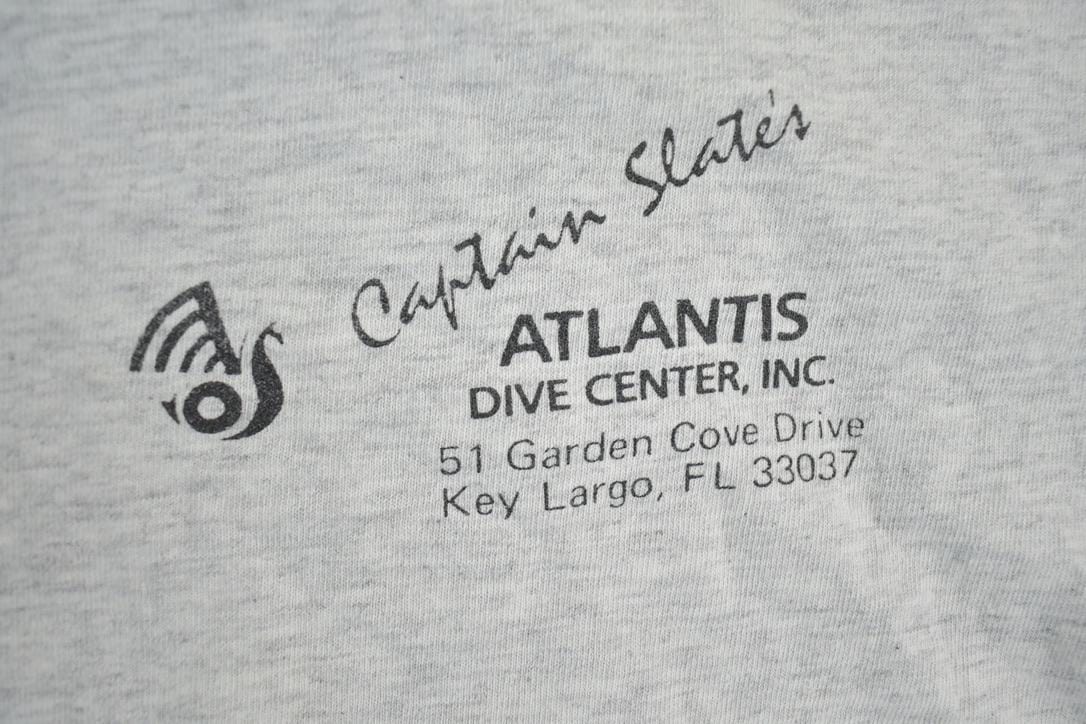 Captain Slate's
ATLANTIS
DIVE CENTER, INC.
51 Garden Cove Drive
Key Largo, FL 33037